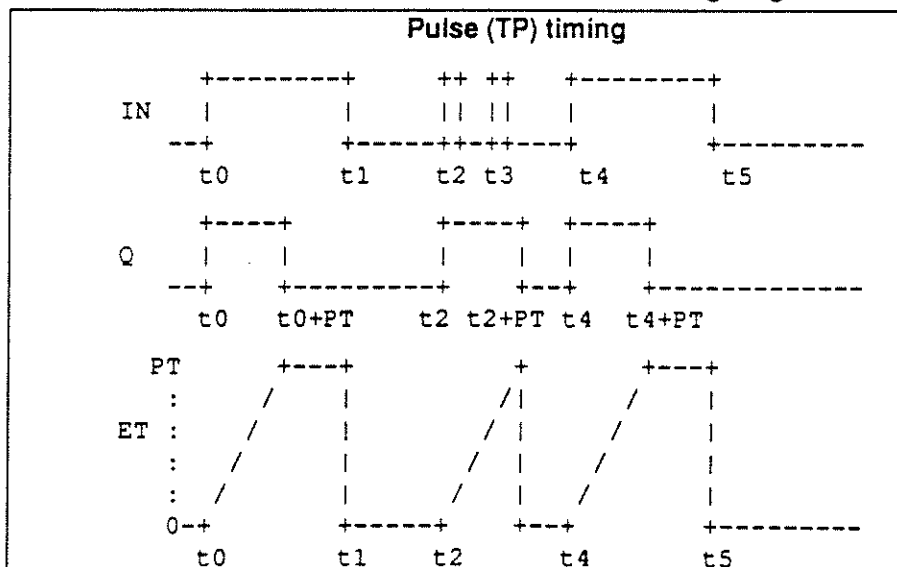 Pulse (TP) timing
+--------+ ++ ++ +--------+
IN | | || || | |
--+ +-----++-++---+ +---------
t0 t1 t2 t3 t4 t5
+----+ +----+ +----+
Q | | | | | |
--+ +---------+ +--+ +-------------
t0 t0+PT t2 t2+PT t4 t4+PT
PT +---+ + +---+
: / | /| / |
ET : / | / | / |
: / | / | / |
: / | / | / |
0-+ +-----+ +--+ +---------
t0 t1 t2 t4 t5